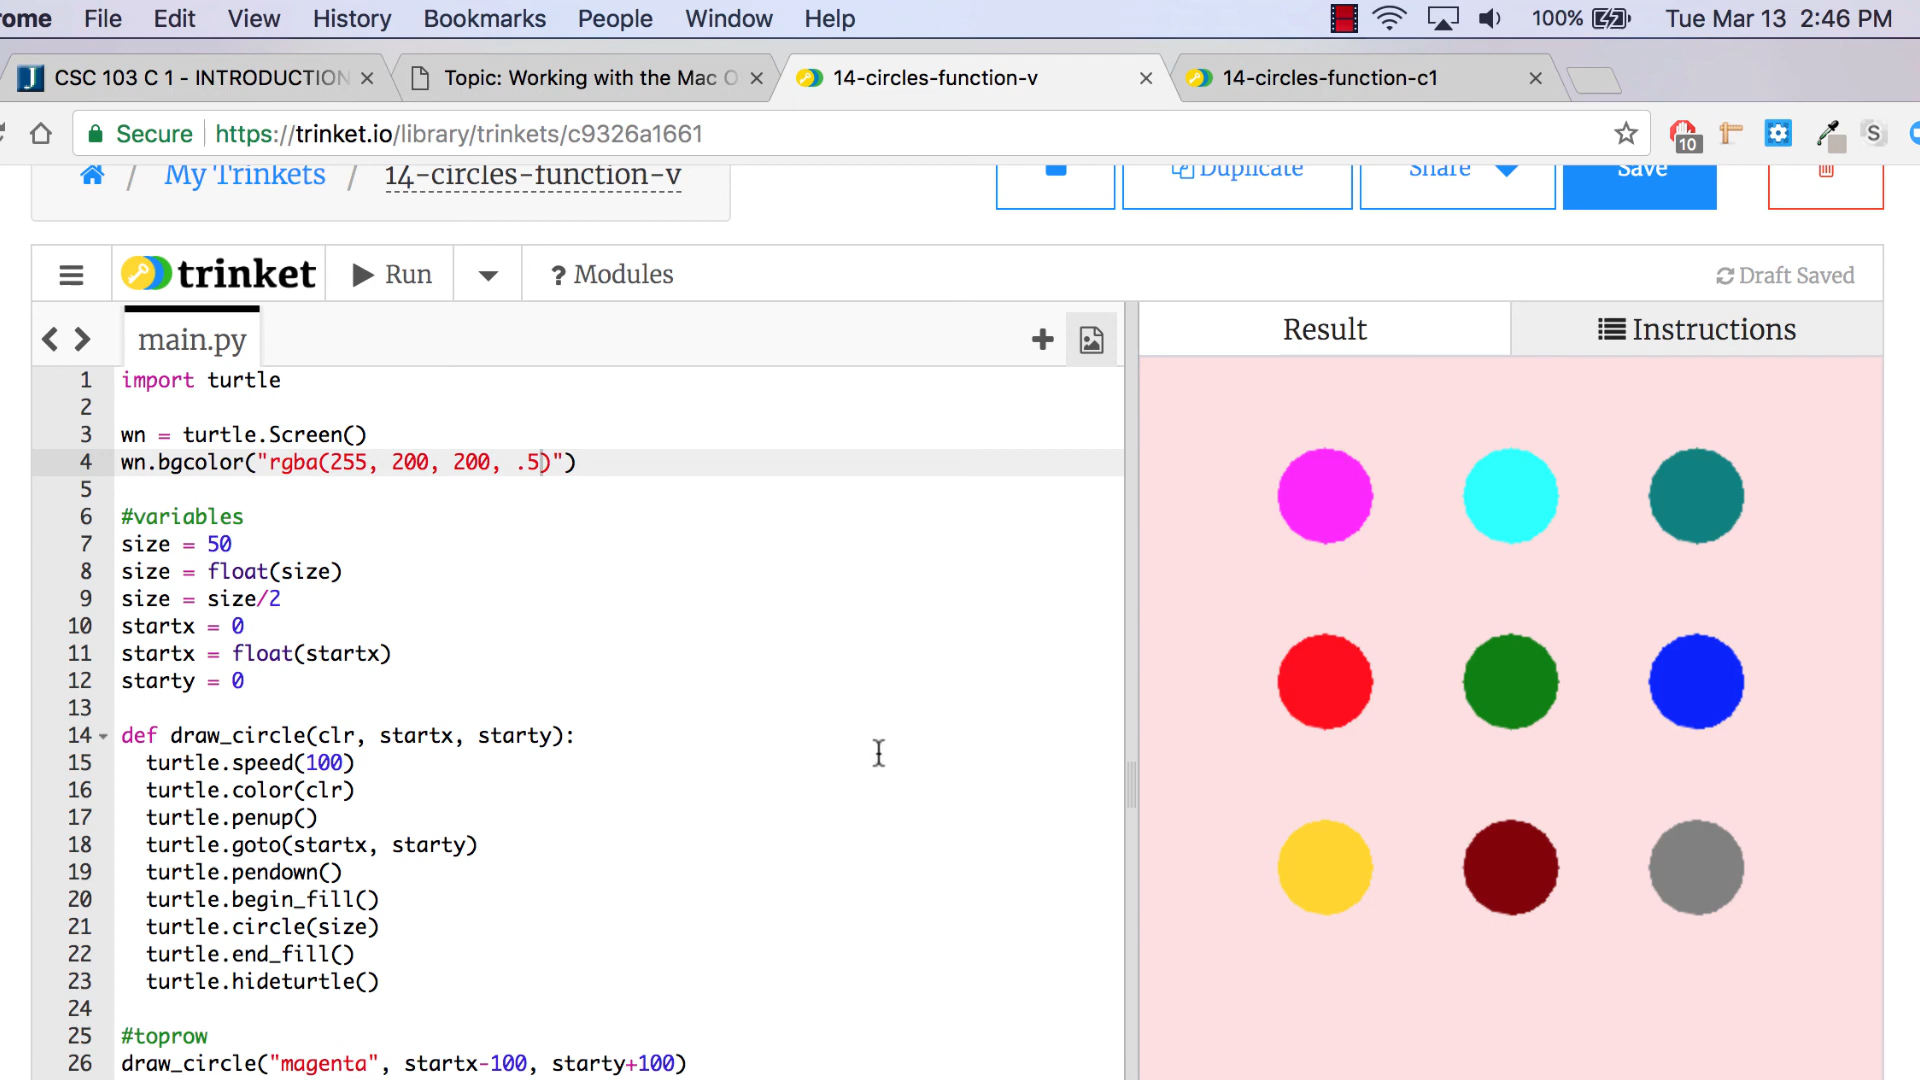 ome File Edit View History Bookmarks People Window Help 100% Tue Mar 13 2:46 PM
CSC 103 C 1 - INTRODUCTION Topic: Working with the Mac O 14-circles-function-v 14-circles-function-c1
Secure https://trinket.io/library/trinkets/c9326a1661 10 S
/ My Trinkets / 14-circles-function-v Duplicate Share Save
trinket Run ? Modules Draft Saved
main.py Result Instructions
1 import turtle
2
3 wn = turtle.Screen()
4 wn.bgcolor("rgba(255, 200, 200, .5)")
5
6 #variables
7 size = 50
8 size = float(size)
9 size = size/2
10 startx = 0
11 startx = float(startx)
12 starty = 0
13
14 def draw_circle(clr, startx, starty):
15 turtle.speed(100)
16 turtle.color(clr)
17 turtle.penup()
18 turtle.goto(startx, starty)
19 turtle.pendown()
20 turtle.begin_fill()
21 turtle.circle(size)
22 turtle.end_fill()
23 turtle.hideturtle()
24
25 #toprow
26 draw_circle("magenta", startx-100, starty+100)